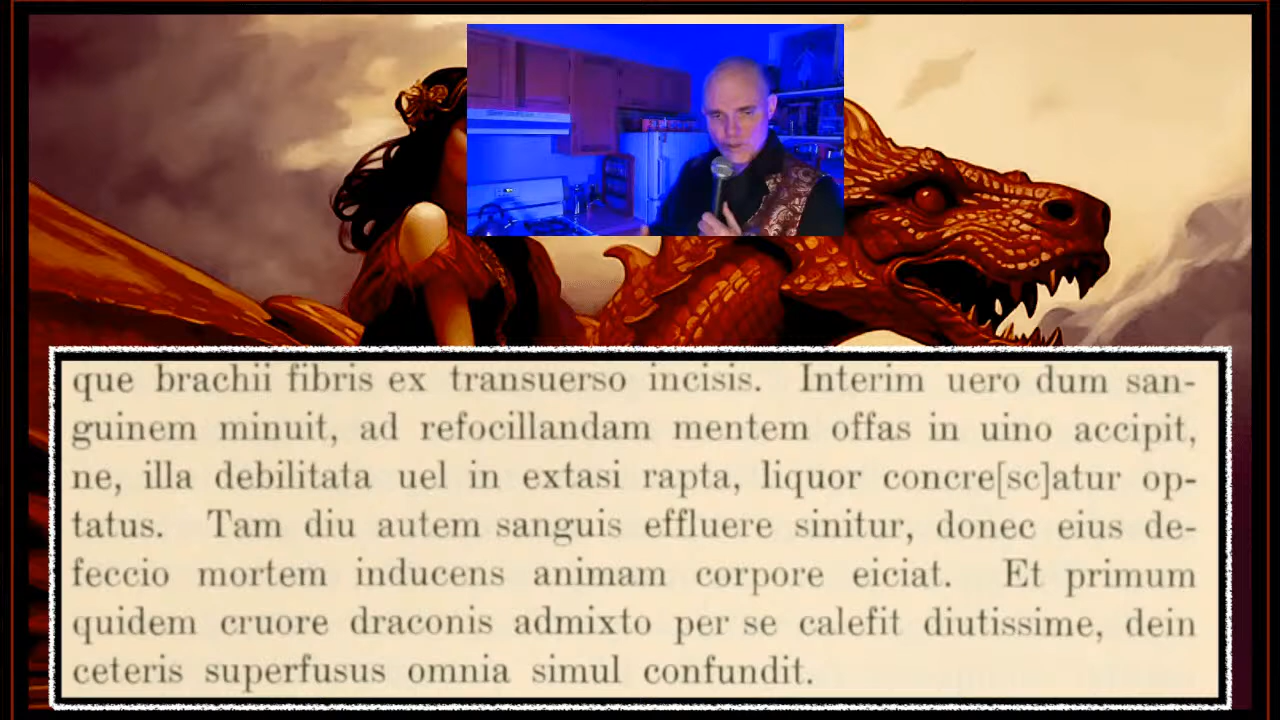 que brachii fibris ex transuerso incisis. Interim uero dum san-
guinem minuit, ad refocillandam mentem offas in uino accipit,
ne, illa debilitata uel in extasi rapta, liquor concre[sc]atur op-
tatus. Tam diu autem sanguis effluere sinitur, donec eius de-
feccio mortem inducens animam corpore eiciat. Et primum
quidem cruore draconis admixto per se calefit diutissime, dein
ceteris superfusus omnia simul confundit.